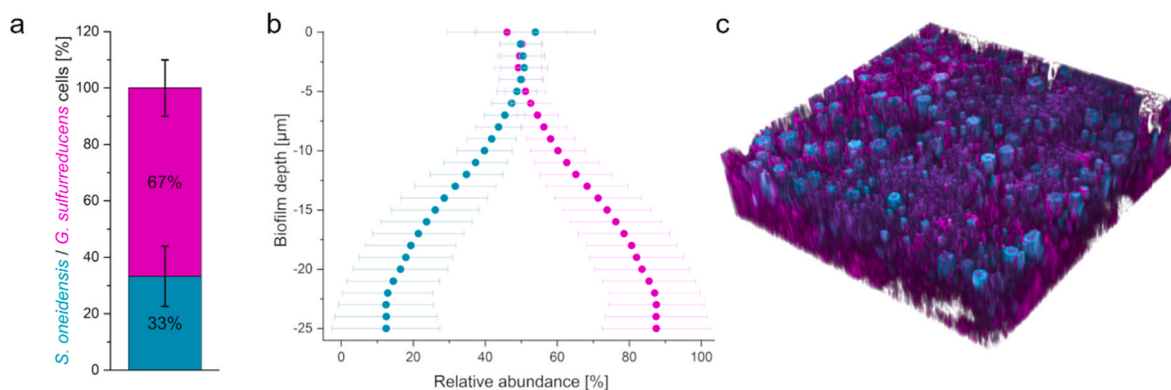 a
S. oneidensis / G. sulfurreducens cells [%]
120
100
80
60
40
20
0
67%
33%
b
Biofilm depth [µm]
0
-5
-10
-15
-20
-25
0 20 40 60 80 100
Relative abundance [%]
c